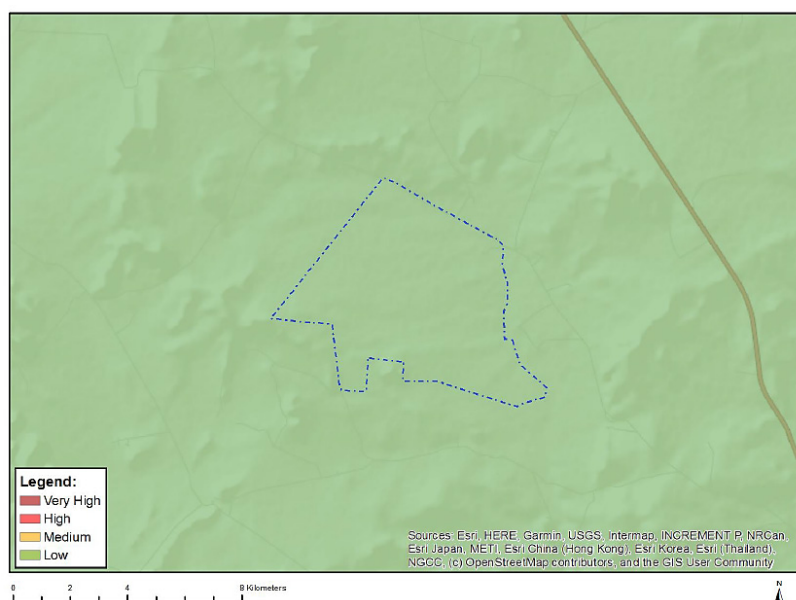 Legend:
Very High
High
Medium
Low
Sources: Esri, HERE, Garmin, USGS, Intermap, INCREMENT P, NRCan,
Esri Japan, METI, Esri China (Hong Kong), Esri Korea, Esri (Thailand),
NGCC, (c) OpenStreetMap contributors, and the GIS User Community
0 2 4 8 Kilometers
N